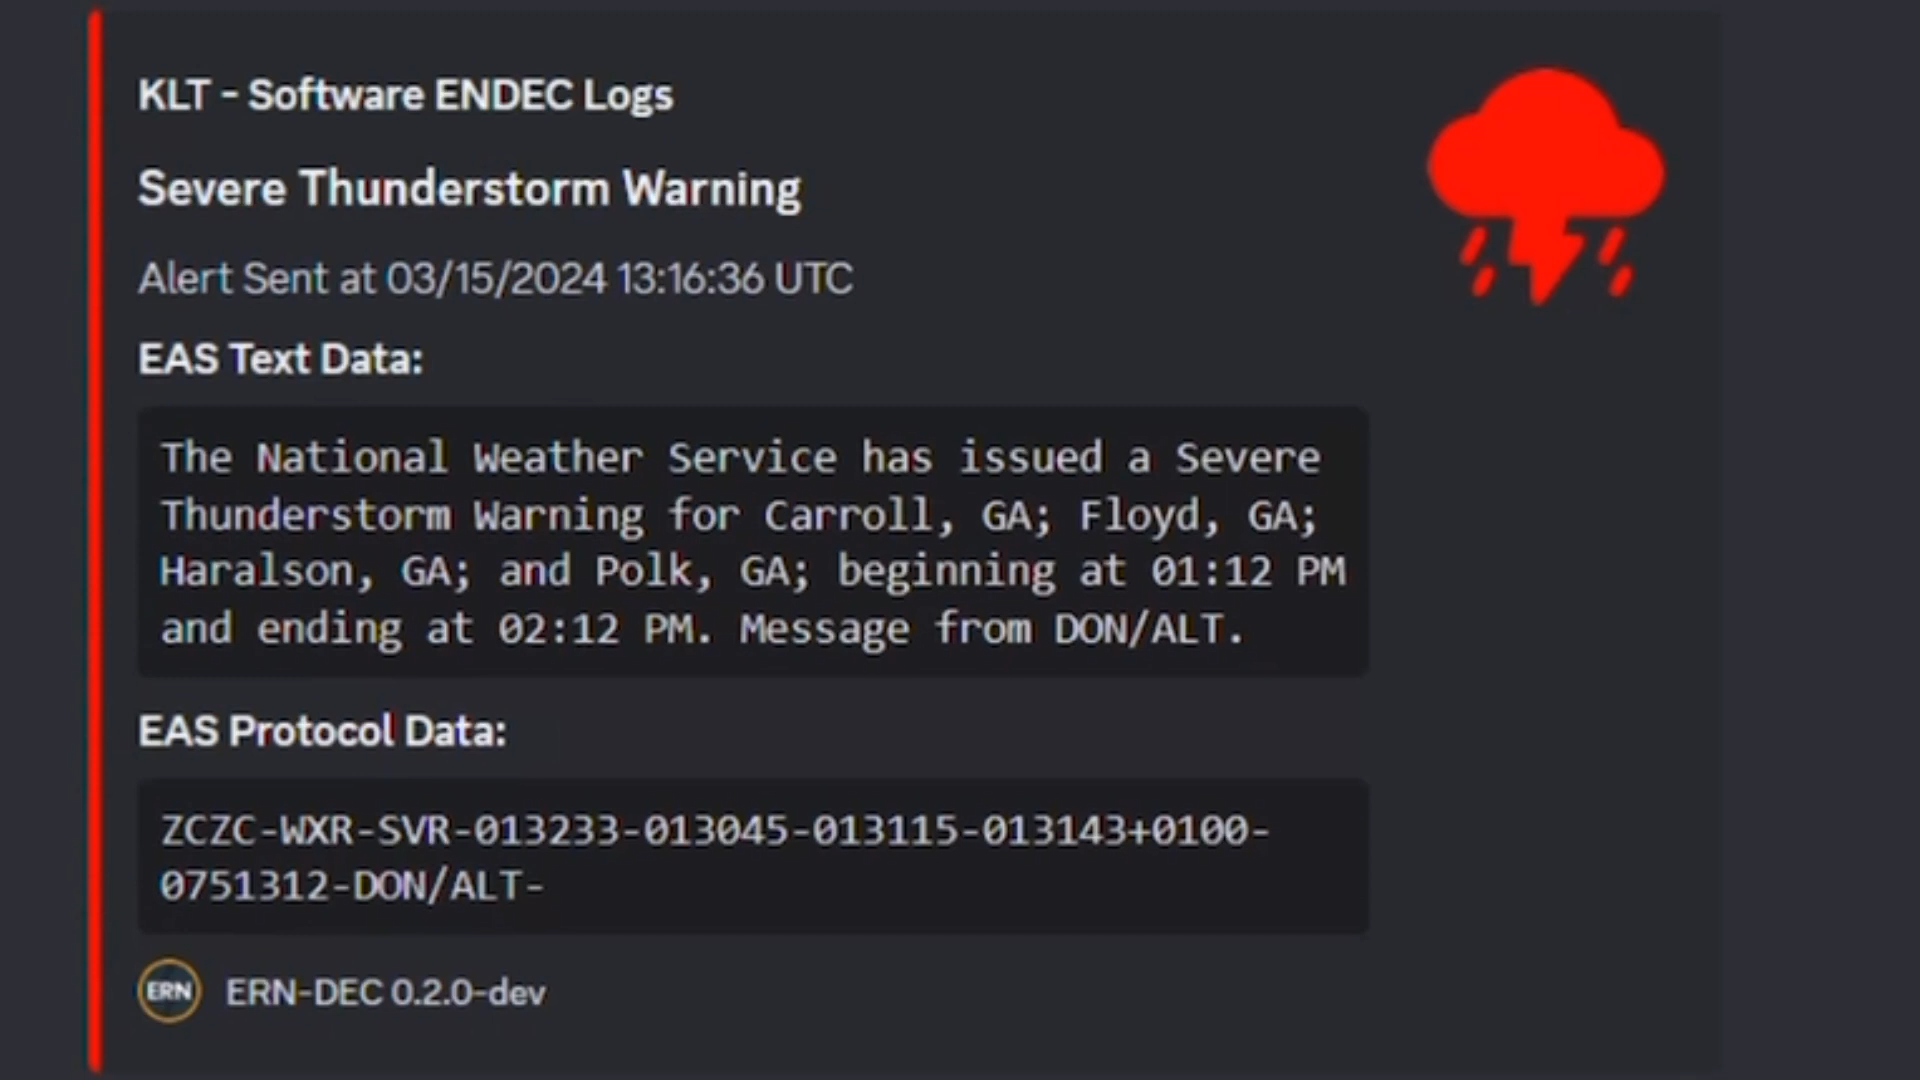 KLT - Software ENDEC Logs
Severe Thunderstorm Warning
Alert Sent at 03/15/2024 13:16:36 UTC
EAS Text Data:
The National Weather Service has issued a Severe
Thunderstorm Warning for Carroll, GA; Floyd, GA;
Haralson, GA; and Polk, GA; beginning at 01:12 PM
and ending at 02:12 PM. Message from DON/ALT.
EAS Protocol Data:
ZCZC-WXR-SVR-013233-013045-013115-013143+0100-
0751312-DON/ALT-
ERN ERN-DEC 0.2.0-dev